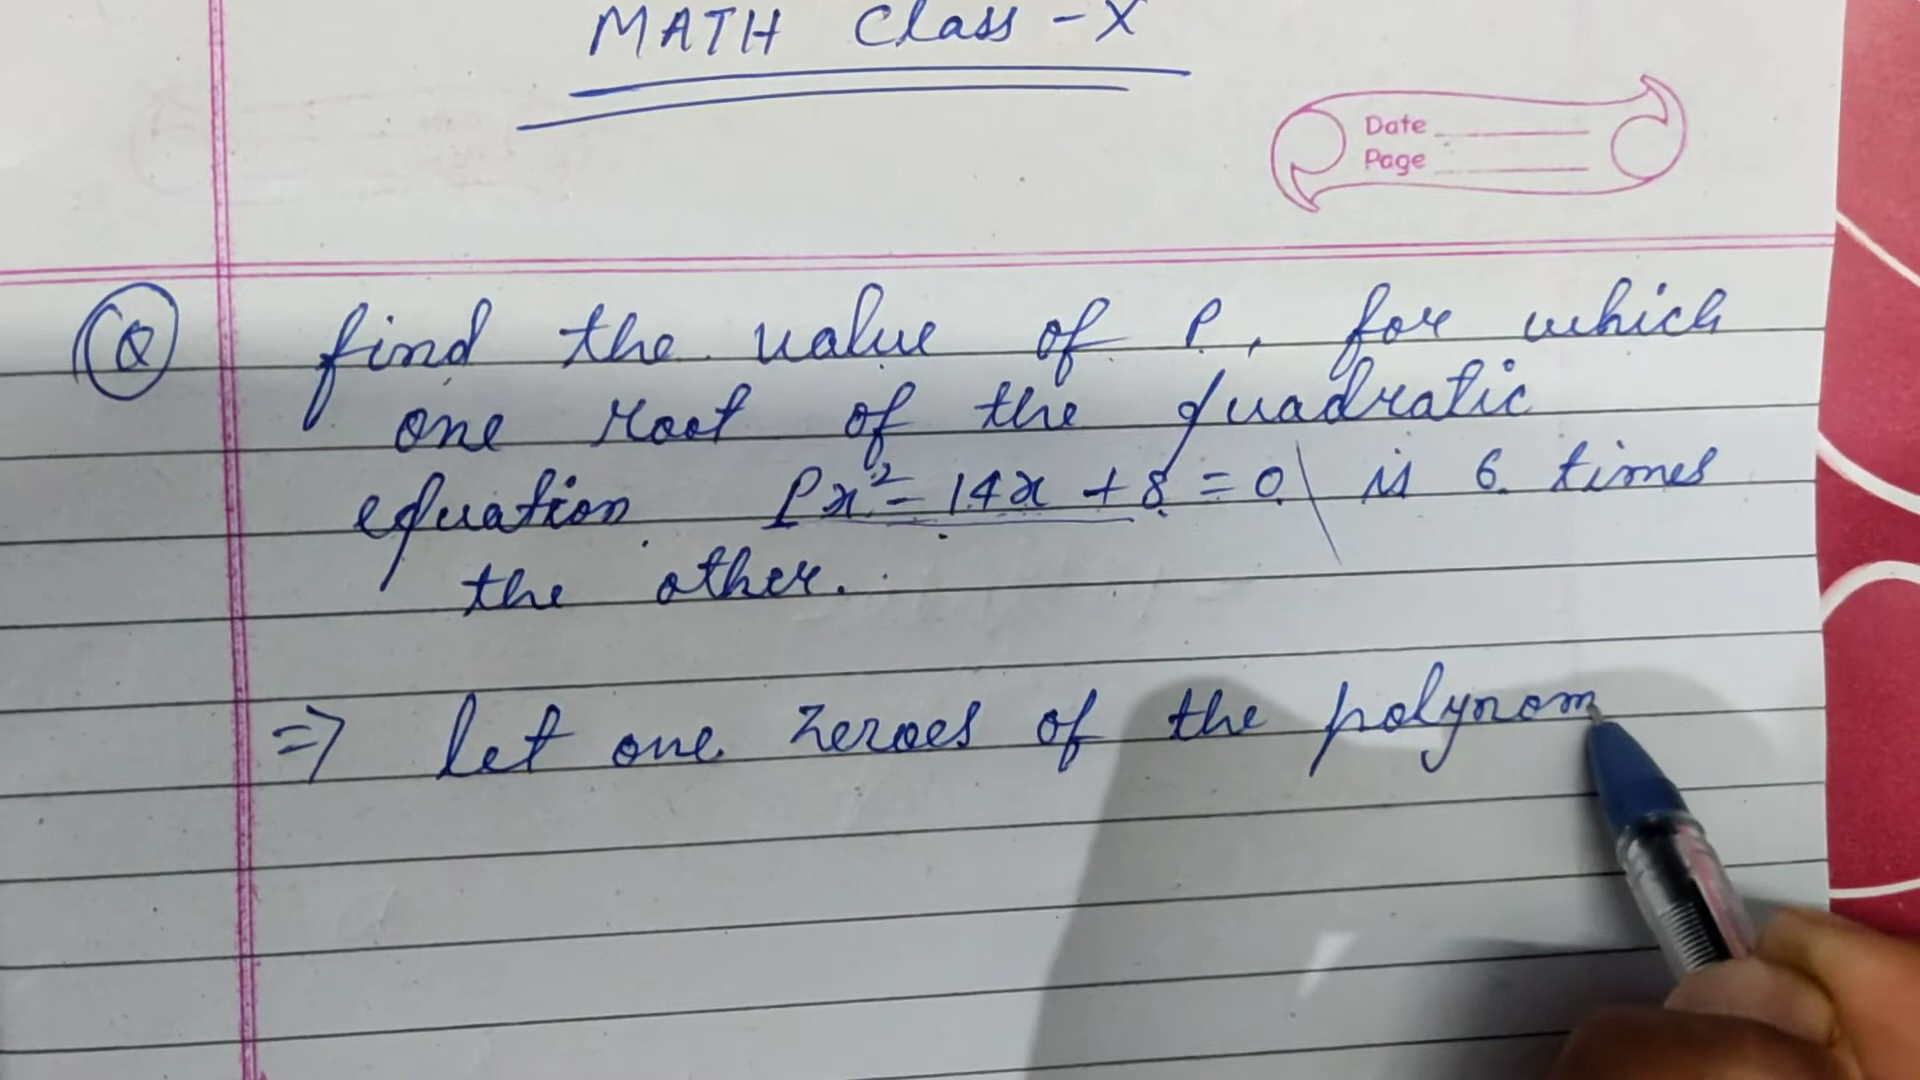 MATH Class - X
Date
Page
Q find the value of P, for which
one root of the quadratic
equation Px² - 14x + 8 = 0 is 6 times
the other.
⇒ let one zeroes of the polynom